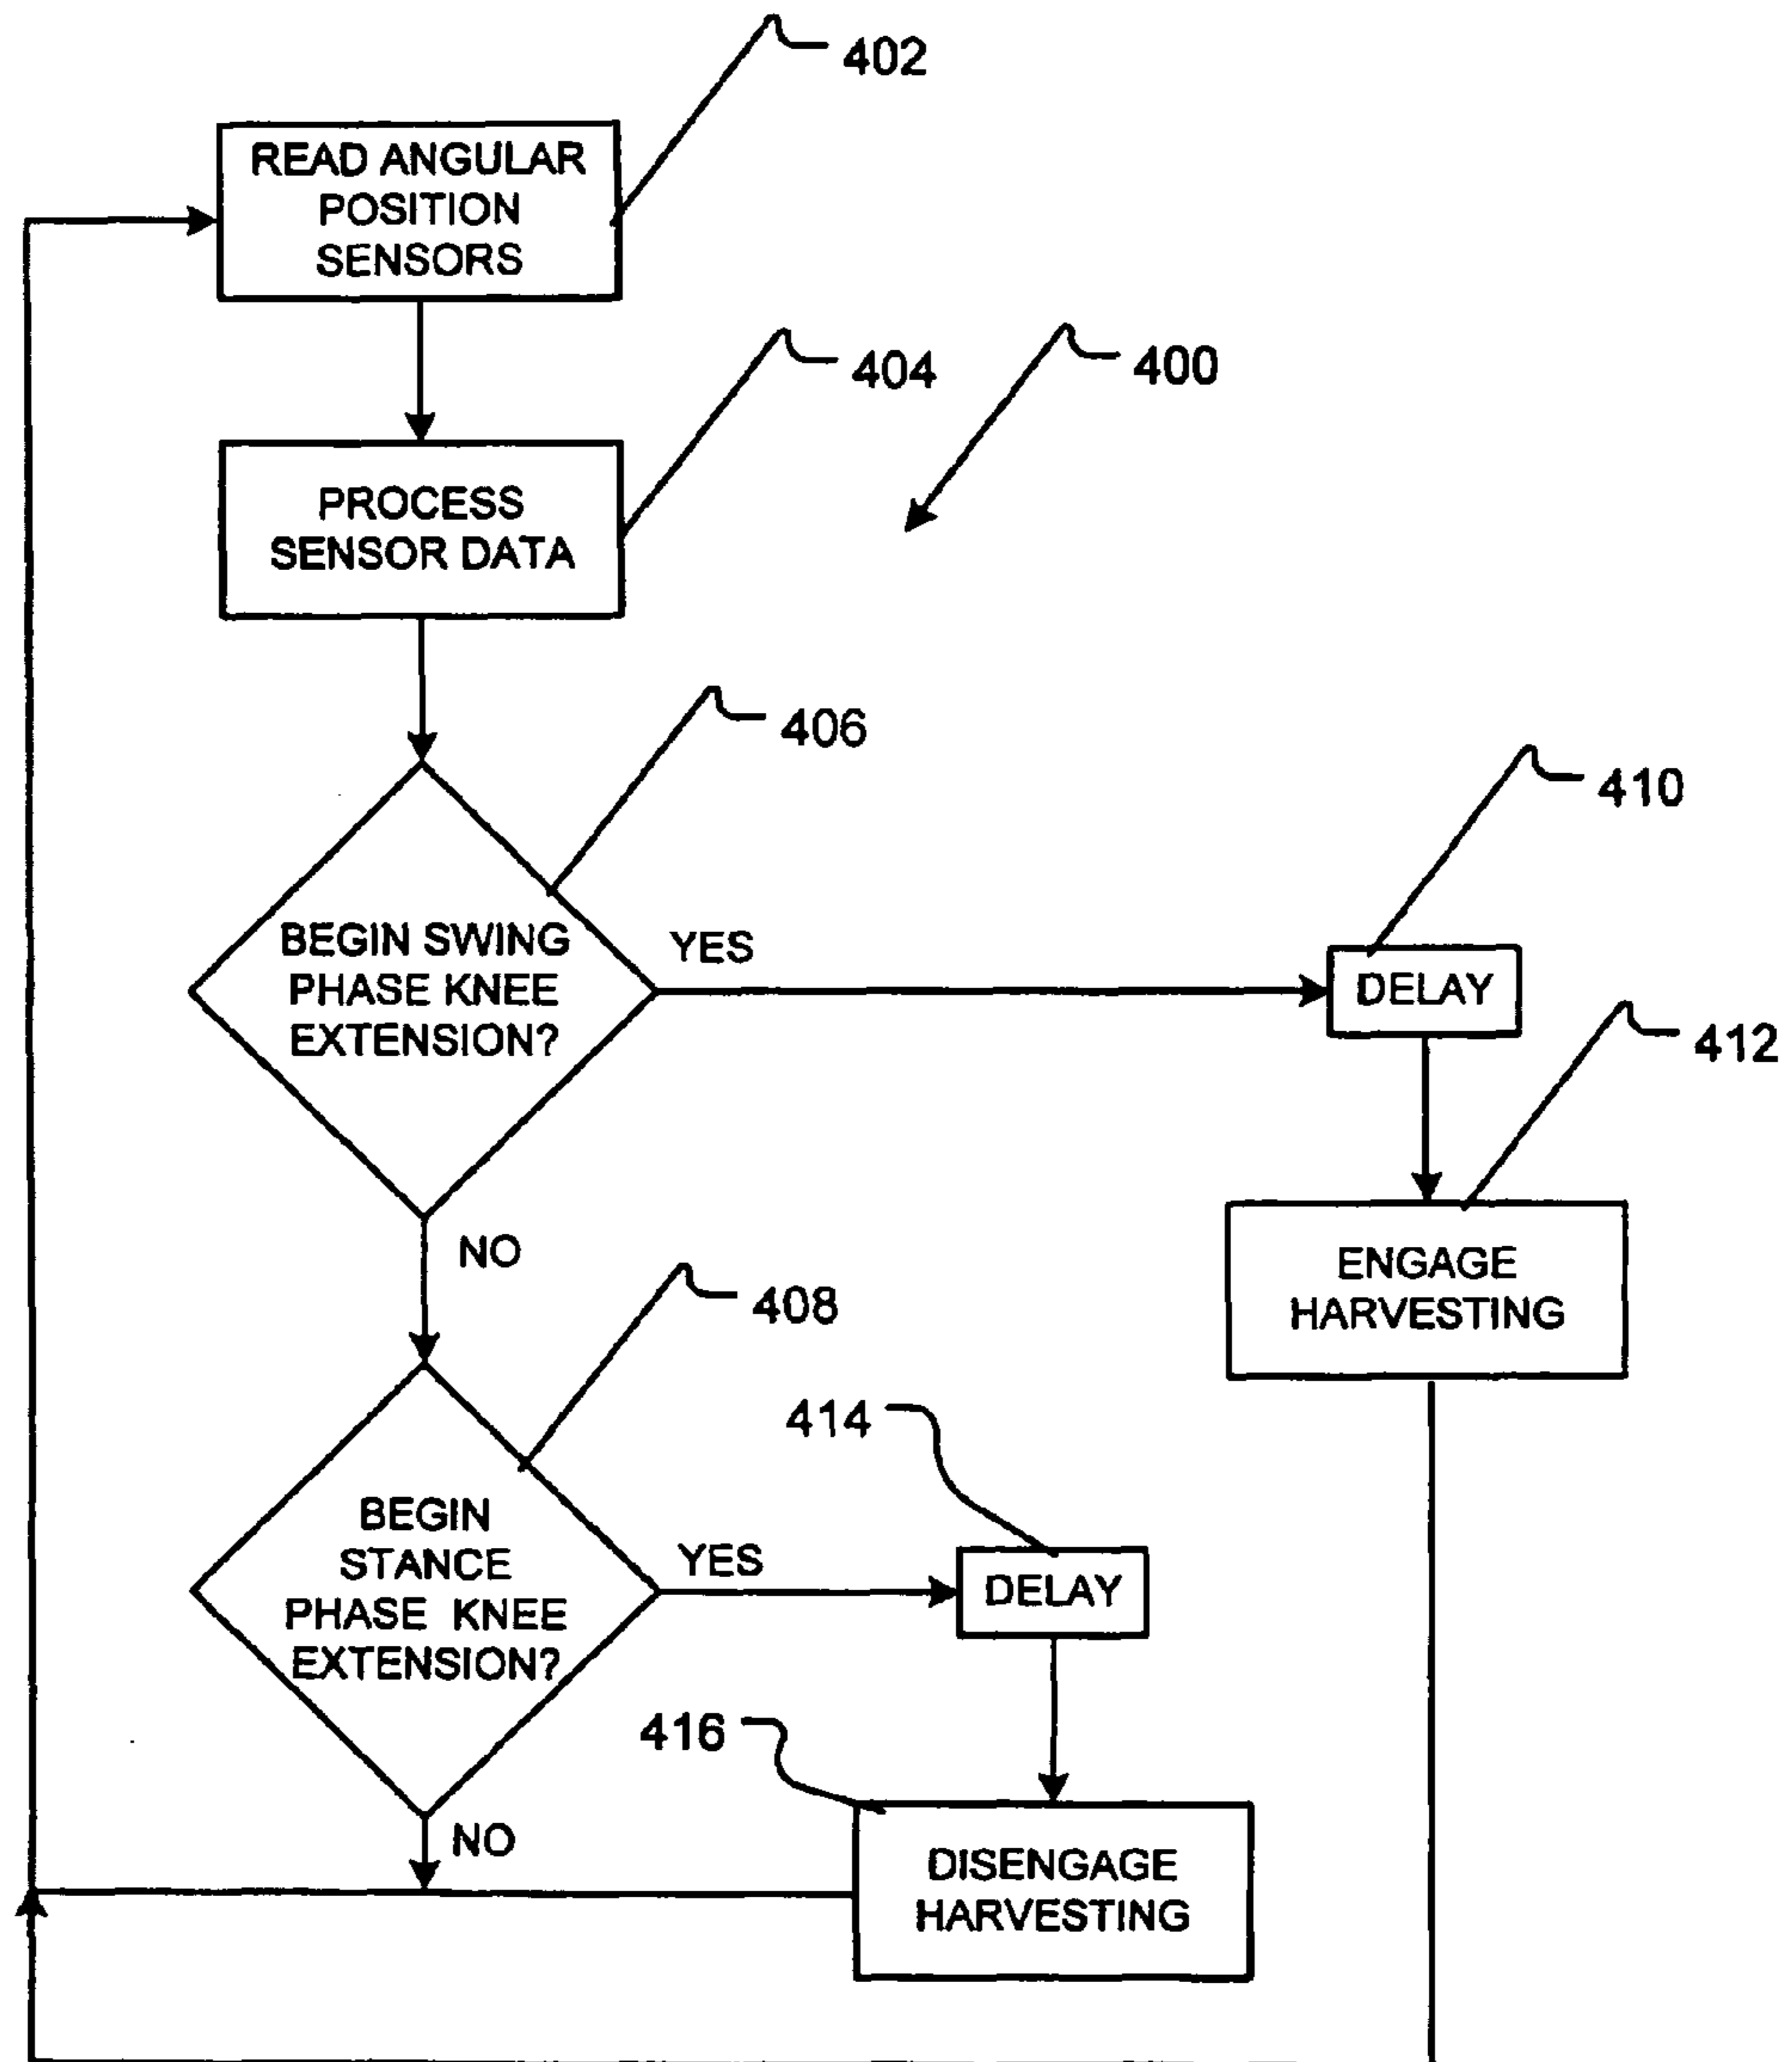 402
READ ANGULAR
POSITION
SENSORS
404
400
PROCESS
SENSOR DATA
406
410
BEGIN SWING
PHASE KNEE
EXTENSION?
YES
DELAY
412
NO
ENGAGE
HARVESTING
408
414
BEGIN
STANCE
PHASE KNEE
EXTENSION?
YES
DELAY
416
NO
DISENGAGE
HARVESTING